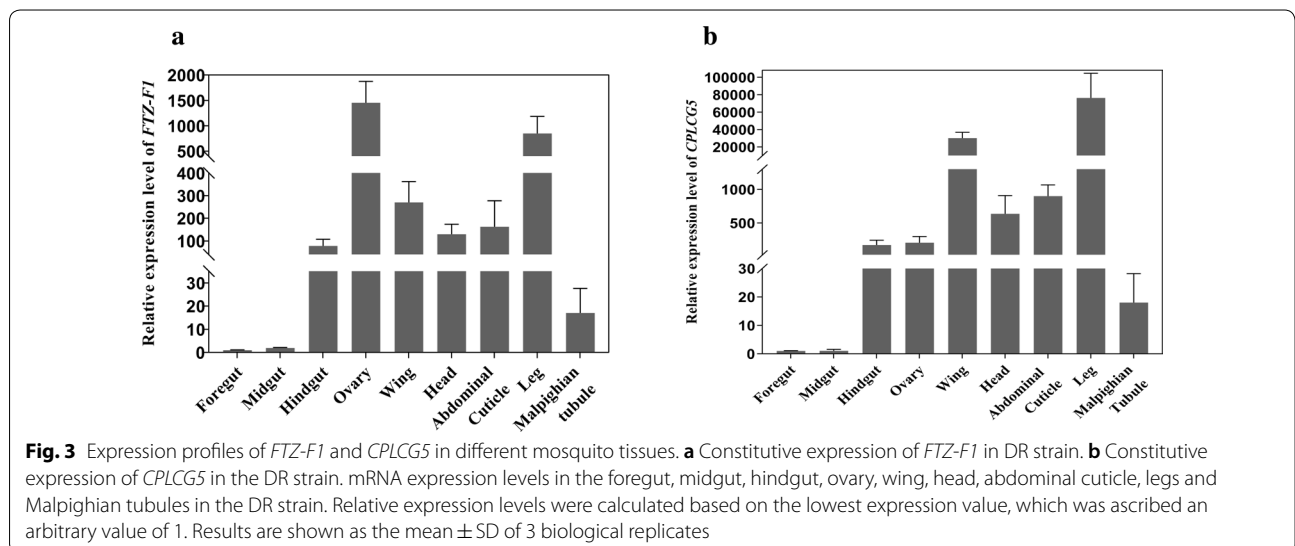 a
b
Relative expression level of FTZ-F1
2000
1500
1000
500
400
300
200
100
30
20
10
0
Foregut
Midgut
Hindgut
Ovary
Wing
Head
Abdominal
Cuticle
Leg
Malpighian
tubule
Relative expression level of CPLCG5
100000
80000
60000
40000
20000
1000
500
30
20
10
0
Foregut
Midgut
Hindgut
Ovary
Wing
Head
Abdominal
Cuticle
Leg
Malpighian
Tubule
Fig. 3 Expression profiles of FTZ-F1 and CPLCG5 in different mosquito tissues. a Constitutive expression of FTZ-F1 in DR strain. b Constitutive
expression of CPLCG5 in the DR strain. mRNA expression levels in the foregut, midgut, hindgut, ovary, wing, head, abdominal cuticle, legs and
Malpighian tubules in the DR strain. Relative expression levels were calculated based on the lowest expression value, which was ascribed an
arbitrary value of 1. Results are shown as the mean ± SD of 3 biological replicates